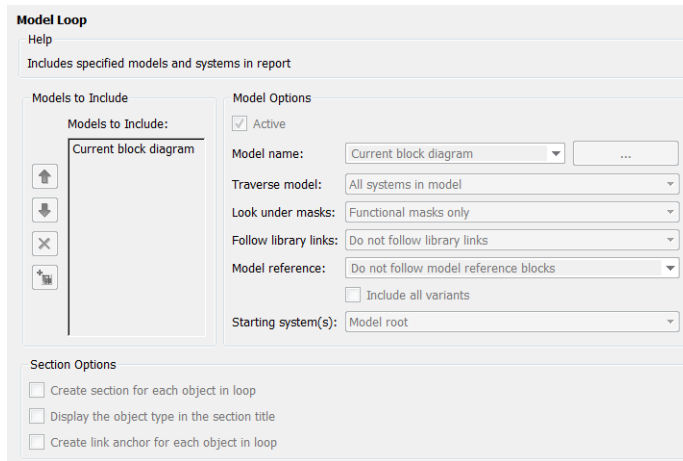 Model Loop
Help
Includes specified models and systems in report
Models to Include
Models to Include:
Current block diagram
Model Options
Active
Model name: Current block diagram ...
Traverse model: All systems in model
Look under masks: Functional masks only
Follow library links: Do not follow library links
Model reference: Do not follow model reference blocks
Include all variants
Starting system(s): Model root
Section Options
Create section for each object in loop
Display the object type in the section title
Create link anchor for each object in loop